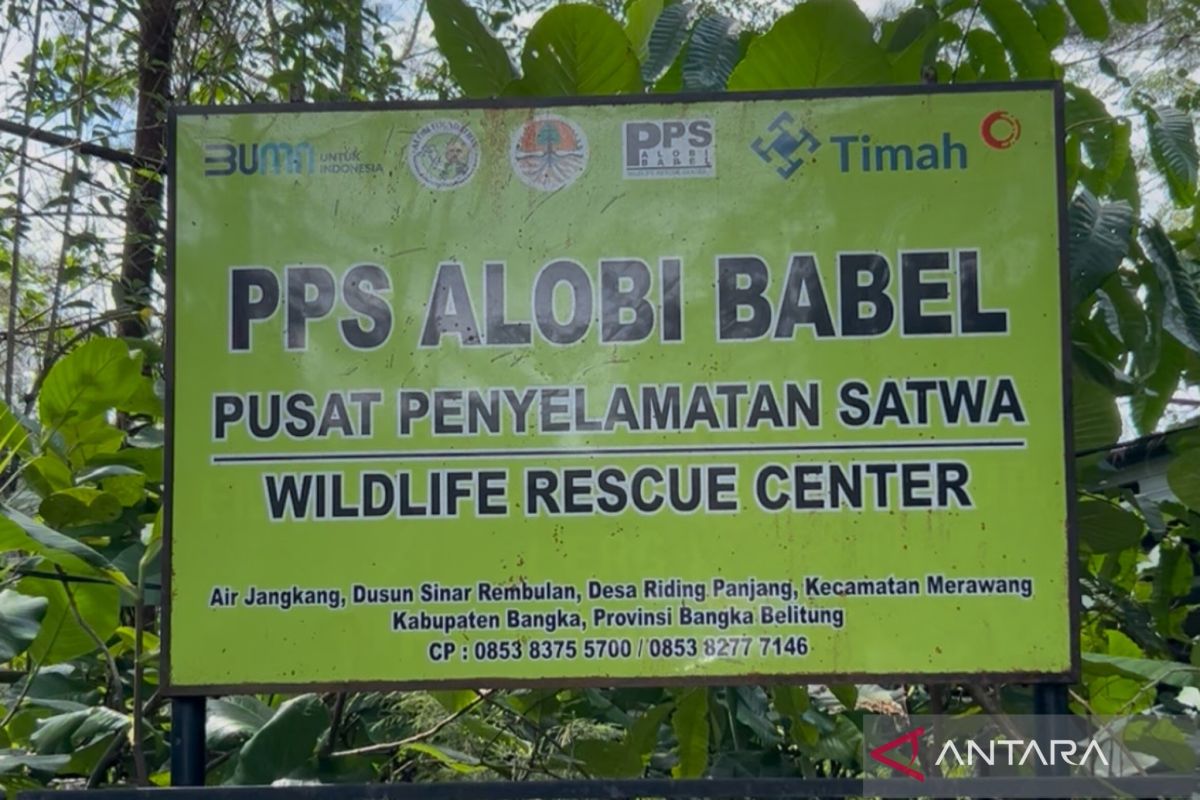 BUMN UNTUK INDONESIA
PPS ALOBI BABEL
Timah
PPS ALOBI BABEL
PUSAT PENYELAMATAN SATWA
WILDLIFE RESCUE CENTER
Air Jangkang, Dusun Sinar Rembulan, Desa Riding Panjang, Kecamatan Merawang
Kabupaten Bangka, Provinsi Bangka Belitung
CP : 0853 8375 5700 / 0853 8277 7146
ANTARA